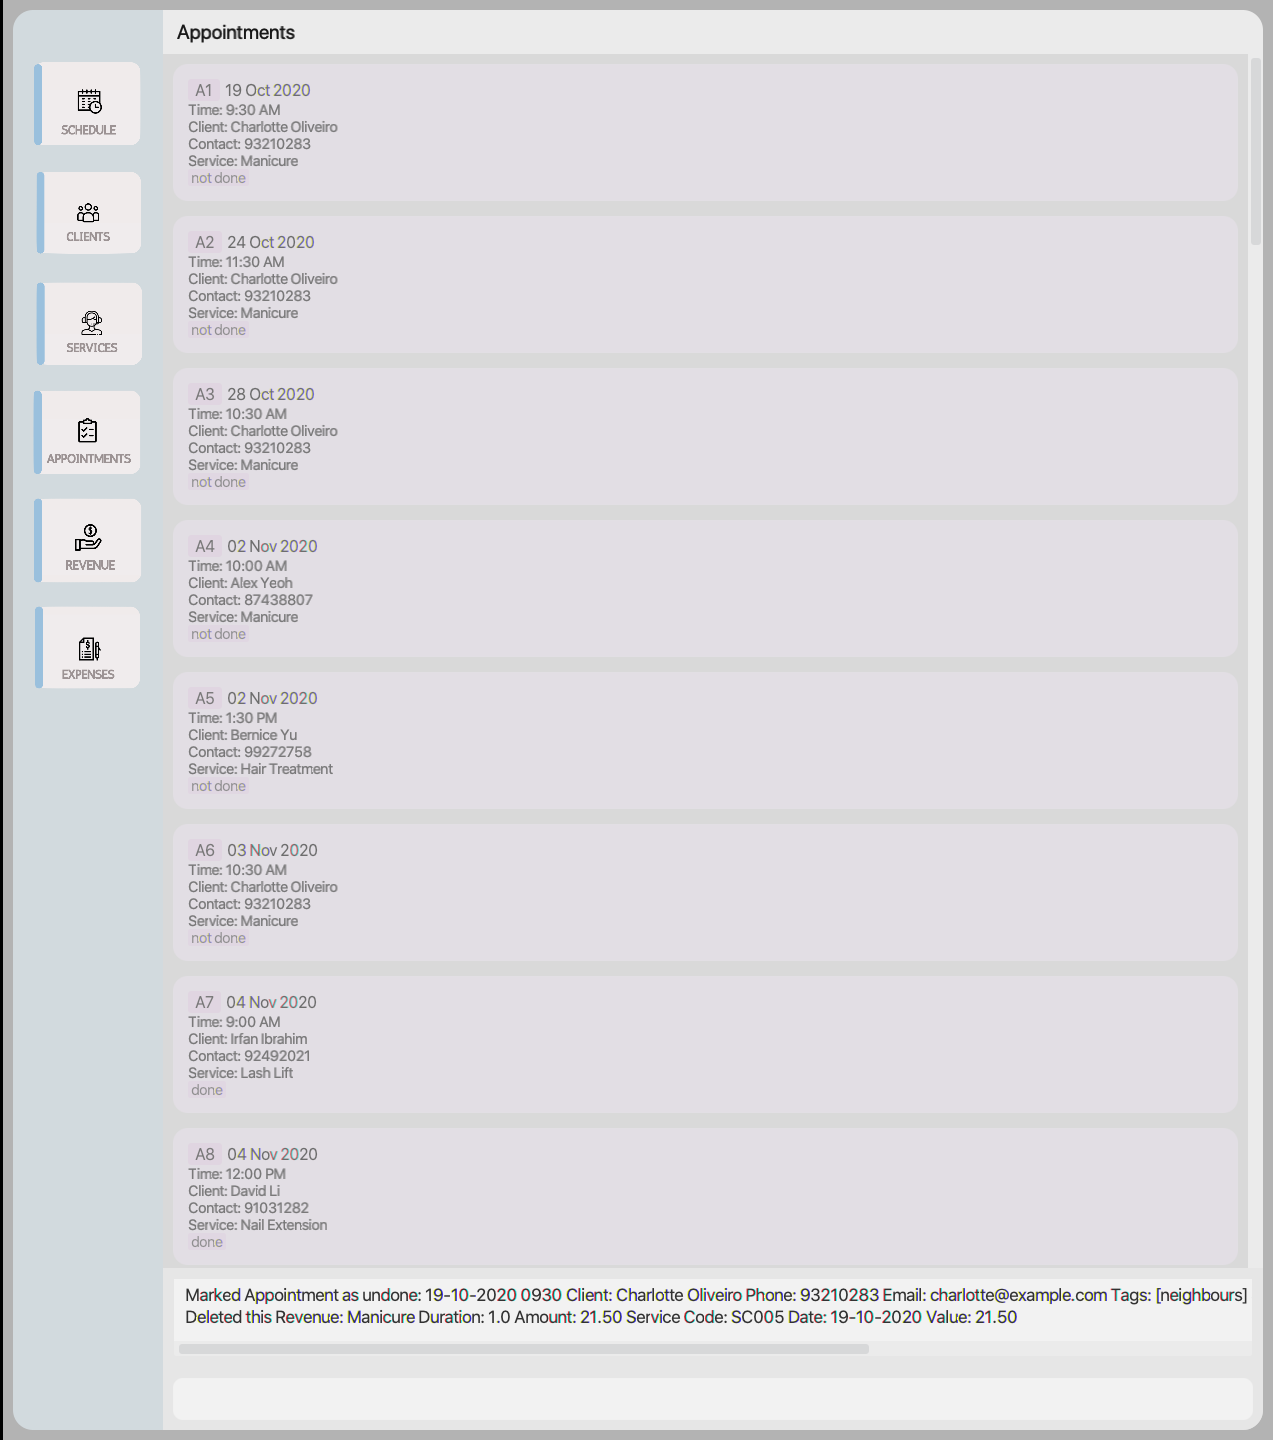 Appointments
SCHEDULE
CLIENTS
SERVICES
APPOINTMENTS
REVENUE
EXPENSES
A1 19 Oct 2020
Time: 9:30 AM
Client: Charlotte Oliveiro
Contact: 93210283
Service: Manicure
not done
A2 24 Oct 2020
Time: 11:30 AM
Client: Charlotte Oliveiro
Contact: 93210283
Service: Manicure
not done
A3 28 Oct 2020
Time: 10:30 AM
Client: Charlotte Oliveiro
Contact: 93210283
Service: Manicure
not done
A4 02 Nov 2020
Time: 10:00 AM
Client: Alex Yeoh
Contact: 87438807
Service: Manicure
not done
A5 02 Nov 2020
Time: 1:30 PM
Client: Bernice Yu
Contact: 99272758
Service: Hair Treatment
not done
A6 03 Nov 2020
Time: 10:30 AM
Client: Charlotte Oliveiro
Contact: 93210283
Service: Manicure
not done
A7 04 Nov 2020
Time: 9:00 AM
Client: Irfan Ibrahim
Contact: 92492021
Service: Lash Lift
done
A8 04 Nov 2020
Time: 12:00 PM
Client: David Li
Contact: 91031282
Service: Nail Extension
done
Marked Appointment as undone: 19-10-2020 0930 Client: Charlotte Oliveiro Phone: 93210283 Email: charlotte@example.com Tags: [neighbours]
Deleted this Revenue: Manicure Duration: 1.0 Amount: 21.50 Service Code: SC005 Date: 19-10-2020 Value: 21.50